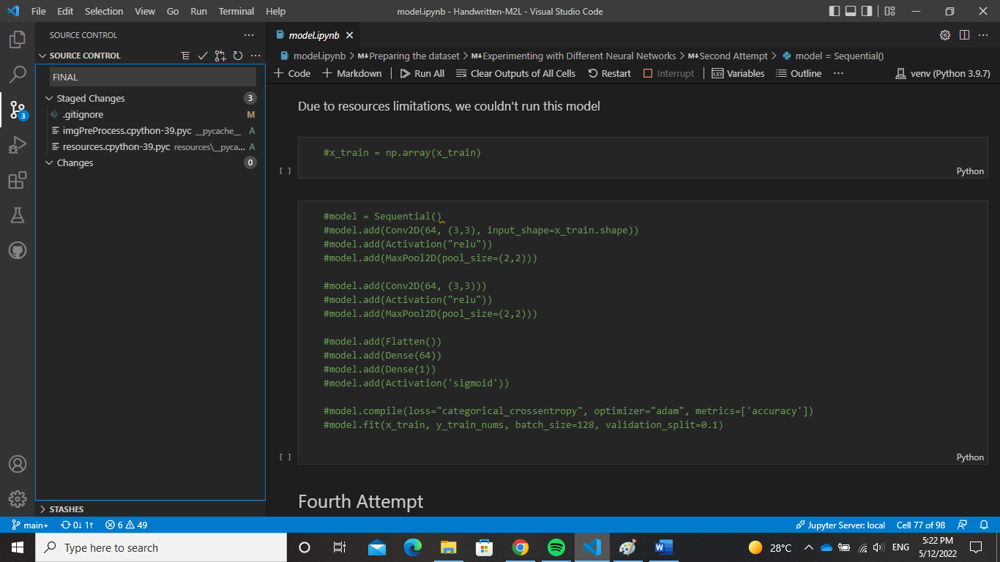 File Edit Selection View Go Run Terminal Help
model.ipynb - Handwritten-M2L - Visual Studio Code
SOURCE CONTROL
SOURCE CONTROL
FINAL
Staged Changes 3
.gitignore M
imgPreProcess.cpython-39.pyc __pycache__ A
resources.cpython-39.pyc resources\__pyca... A
Changes 0
STASHES
3
model.ipynb
model.ipynb > M↓Preparing the dataset > M↓Experimenting with Different Neural Networks > M↓Second Attempt > model = Sequential()
+ Code + Markdown Run All Clear Outputs of All Cells Restart Interrupt Variables Outline ... venv (Python 3.9.7)
Due to resources limitations, we couldn't run this model
#x_train = np.array(x_train)
[ ] Python
#model = Sequential()
#model.add(Conv2D(64, (3,3), input_shape=x_train.shape))
#model.add(Activation("relu"))
#model.add(MaxPool2D(pool_size=(2,2)))
#model.add(Conv2D(64, (3,3)))
#model.add(Activation("relu"))
#model.add(MaxPool2D(pool_size=(2,2)))
#model.add(Flatten())
#model.add(Dense(64))
#model.add(Dense(1))
#model.add(Activation('sigmoid'))
#model.compile(loss="categorical_crossentropy", optimizer="adam", metrics=['accuracy'])
#model.fit(x_train, y_train_nums, batch_size=128, validation_split=0.1)
[ ] Python
Fourth Attempt
main+ 0↓ 1↑ 6 49 Jupyter Server: local Cell 77 of 98
Type here to search
28°C ENG
5:22 PM
5/12/2022